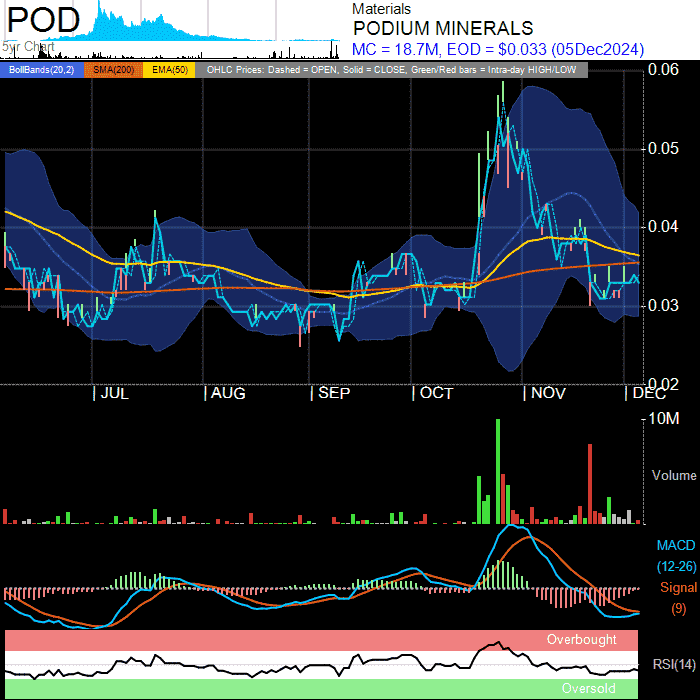 POD
5yr Chart
Materials
PODIUM MINERALS
MC = 18.7M, EOD = $0.033 (05Dec2024)
BollBands(20,2) SMA(200) EMA(50) OHLC Prices: Dashed = OPEN, Solid = CLOSE, Green/Red bars = Intra-day HIGH/LOW
0.06
0.05
0.04
0.03
0.02
JUL AUG SEP OCT NOV DEC
10M
Volume
MACD
(12-26)
Signal
(9)
Overbought
RSI(14)
Oversold